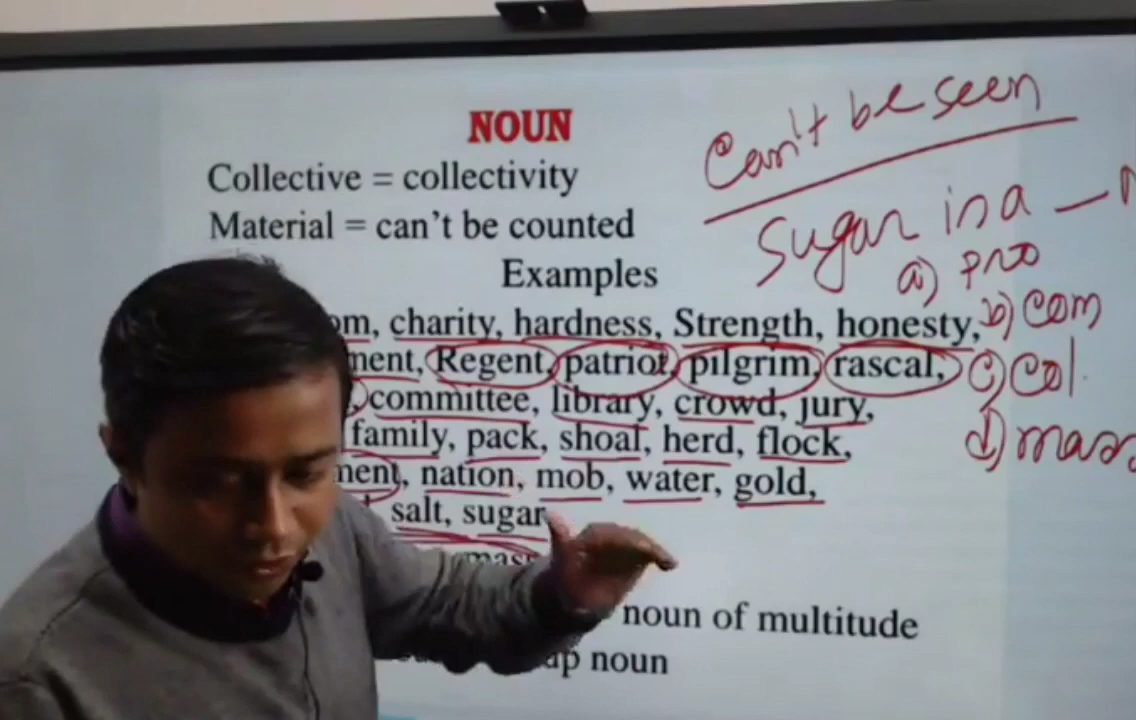 NOUN
Collective = collectivity
Material = can't be counted
Examples
charity, hardness, Strength, honesty,
Regent, patriot, pilgrim, rascal,
committee, library, crowd, jury,
family, pack, shoal, herd, flock,
nation, mob, water, gold,
salt, sugar
noun of multitude
noun
Can't be seen
Sugar is a —
a) pro
b) com
c) col.
d) mass